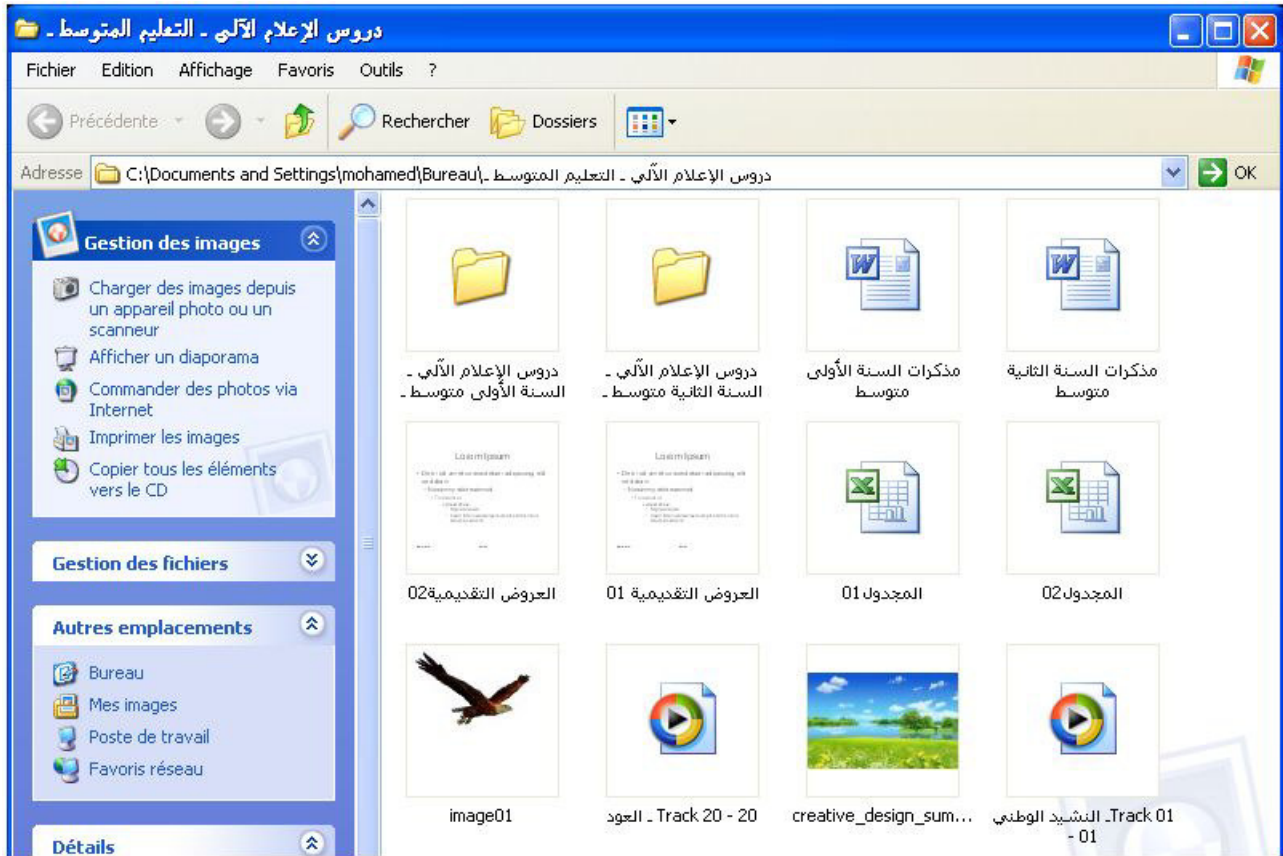 دروس الإعلام الآلي ـ التعليم المتوسط ـ
Fichier Edition Affichage Favoris Outils ?
Précédente Rechercher Dossiers
Adresse C:\Documents and Settings\mohamed\Bureau\دروس الإعلام الآلي ـ التعليم المتوسط ـ OK
Gestion des images
Charger des images depuis
un appareil photo ou un
scanneur
Afficher un diaporama
Commander des photos via
Internet
Imprimer les images
Copier tous les éléments
vers le CD
Gestion des fichiers
Autres emplacements
Bureau
Mes images
Poste de travail
Favoris réseau
Détails
دروس الإعلام الآلي ـ
السنة الأولى متوسط ـ
دروس الإعلام الآلي ـ
السنة الثانية متوسط ـ
مذكرات السنة الأولى
متوسط
مذكرات السنة الثانية
متوسط
Lorem Ipsum
Lorem Ipsum
العروض التقديمية02
العروض التقديمية 01
المجدول01
المجدول02
image01
Track 20 - 20 ـ العود
creative_design_sum...
Track 01ـ النشيد الوطني
- 01